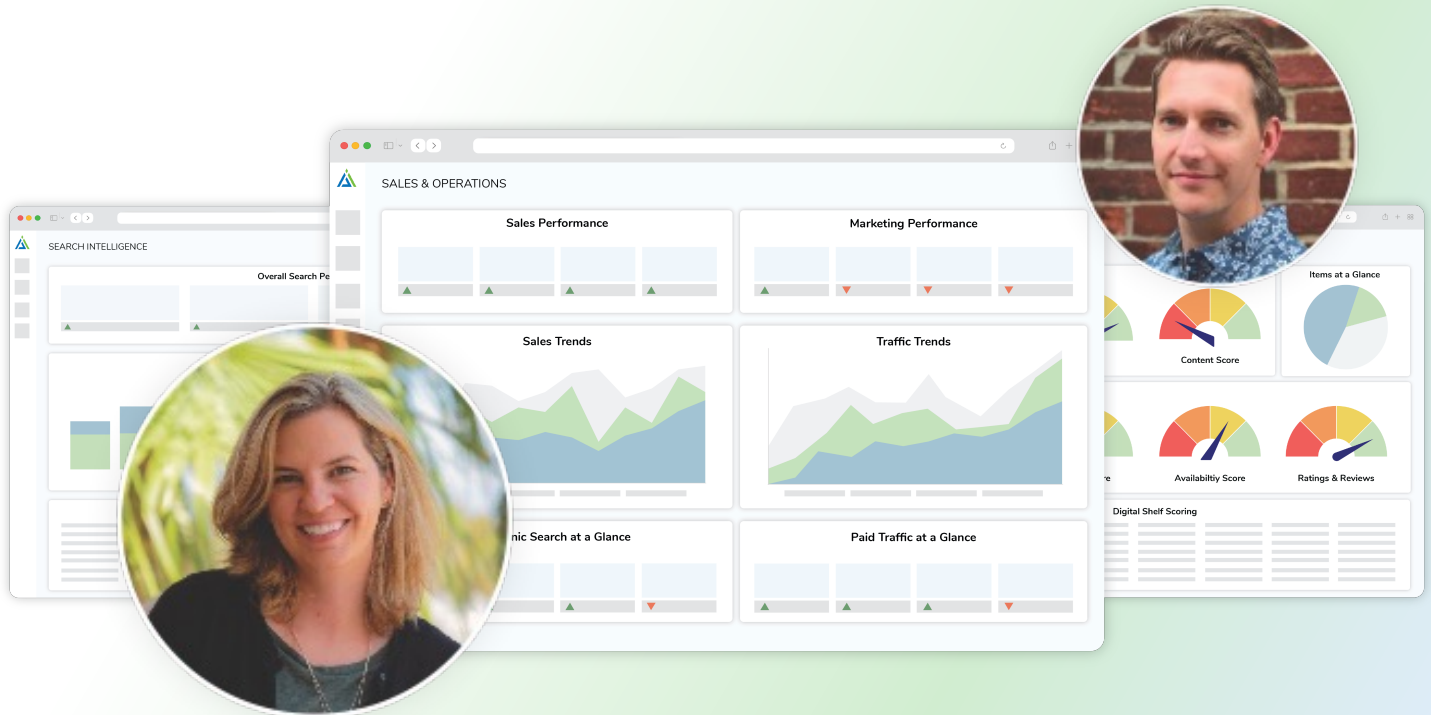 SALES & OPERATIONS
Sales Performance
Marketing Performance
SEARCH INTELLIGENCE
Overall Search Pe
Items at a Glance
Sales Trends
Traffic Trends
Content Score
Availabiltiy Score
Ratings & Reviews
Digital Shelf Scoring
nic Search at a Glance
Paid Traffic at a Glance